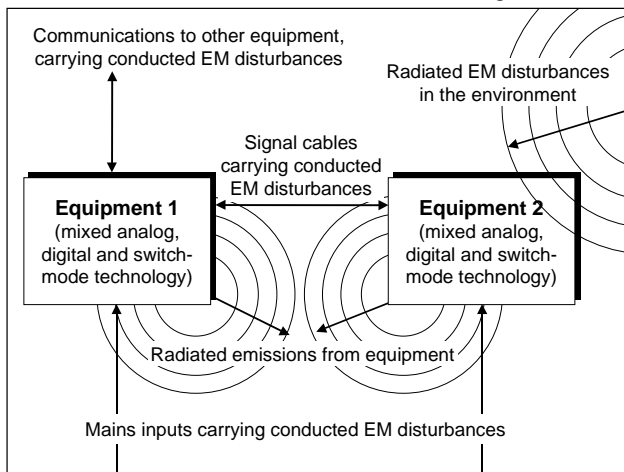 Communications to other equipment,
carrying conducted EM disturbances
Radiated EM disturbances
in the environment
Signal cables
carrying conducted
EM disturbances
Equipment 1
(mixed analog,
digital and switch-
mode technology)
Equipment 2
(mixed analog,
digital and switch-
mode technology)
Radiated emissions from equipment
Mains inputs carrying conducted EM disturbances